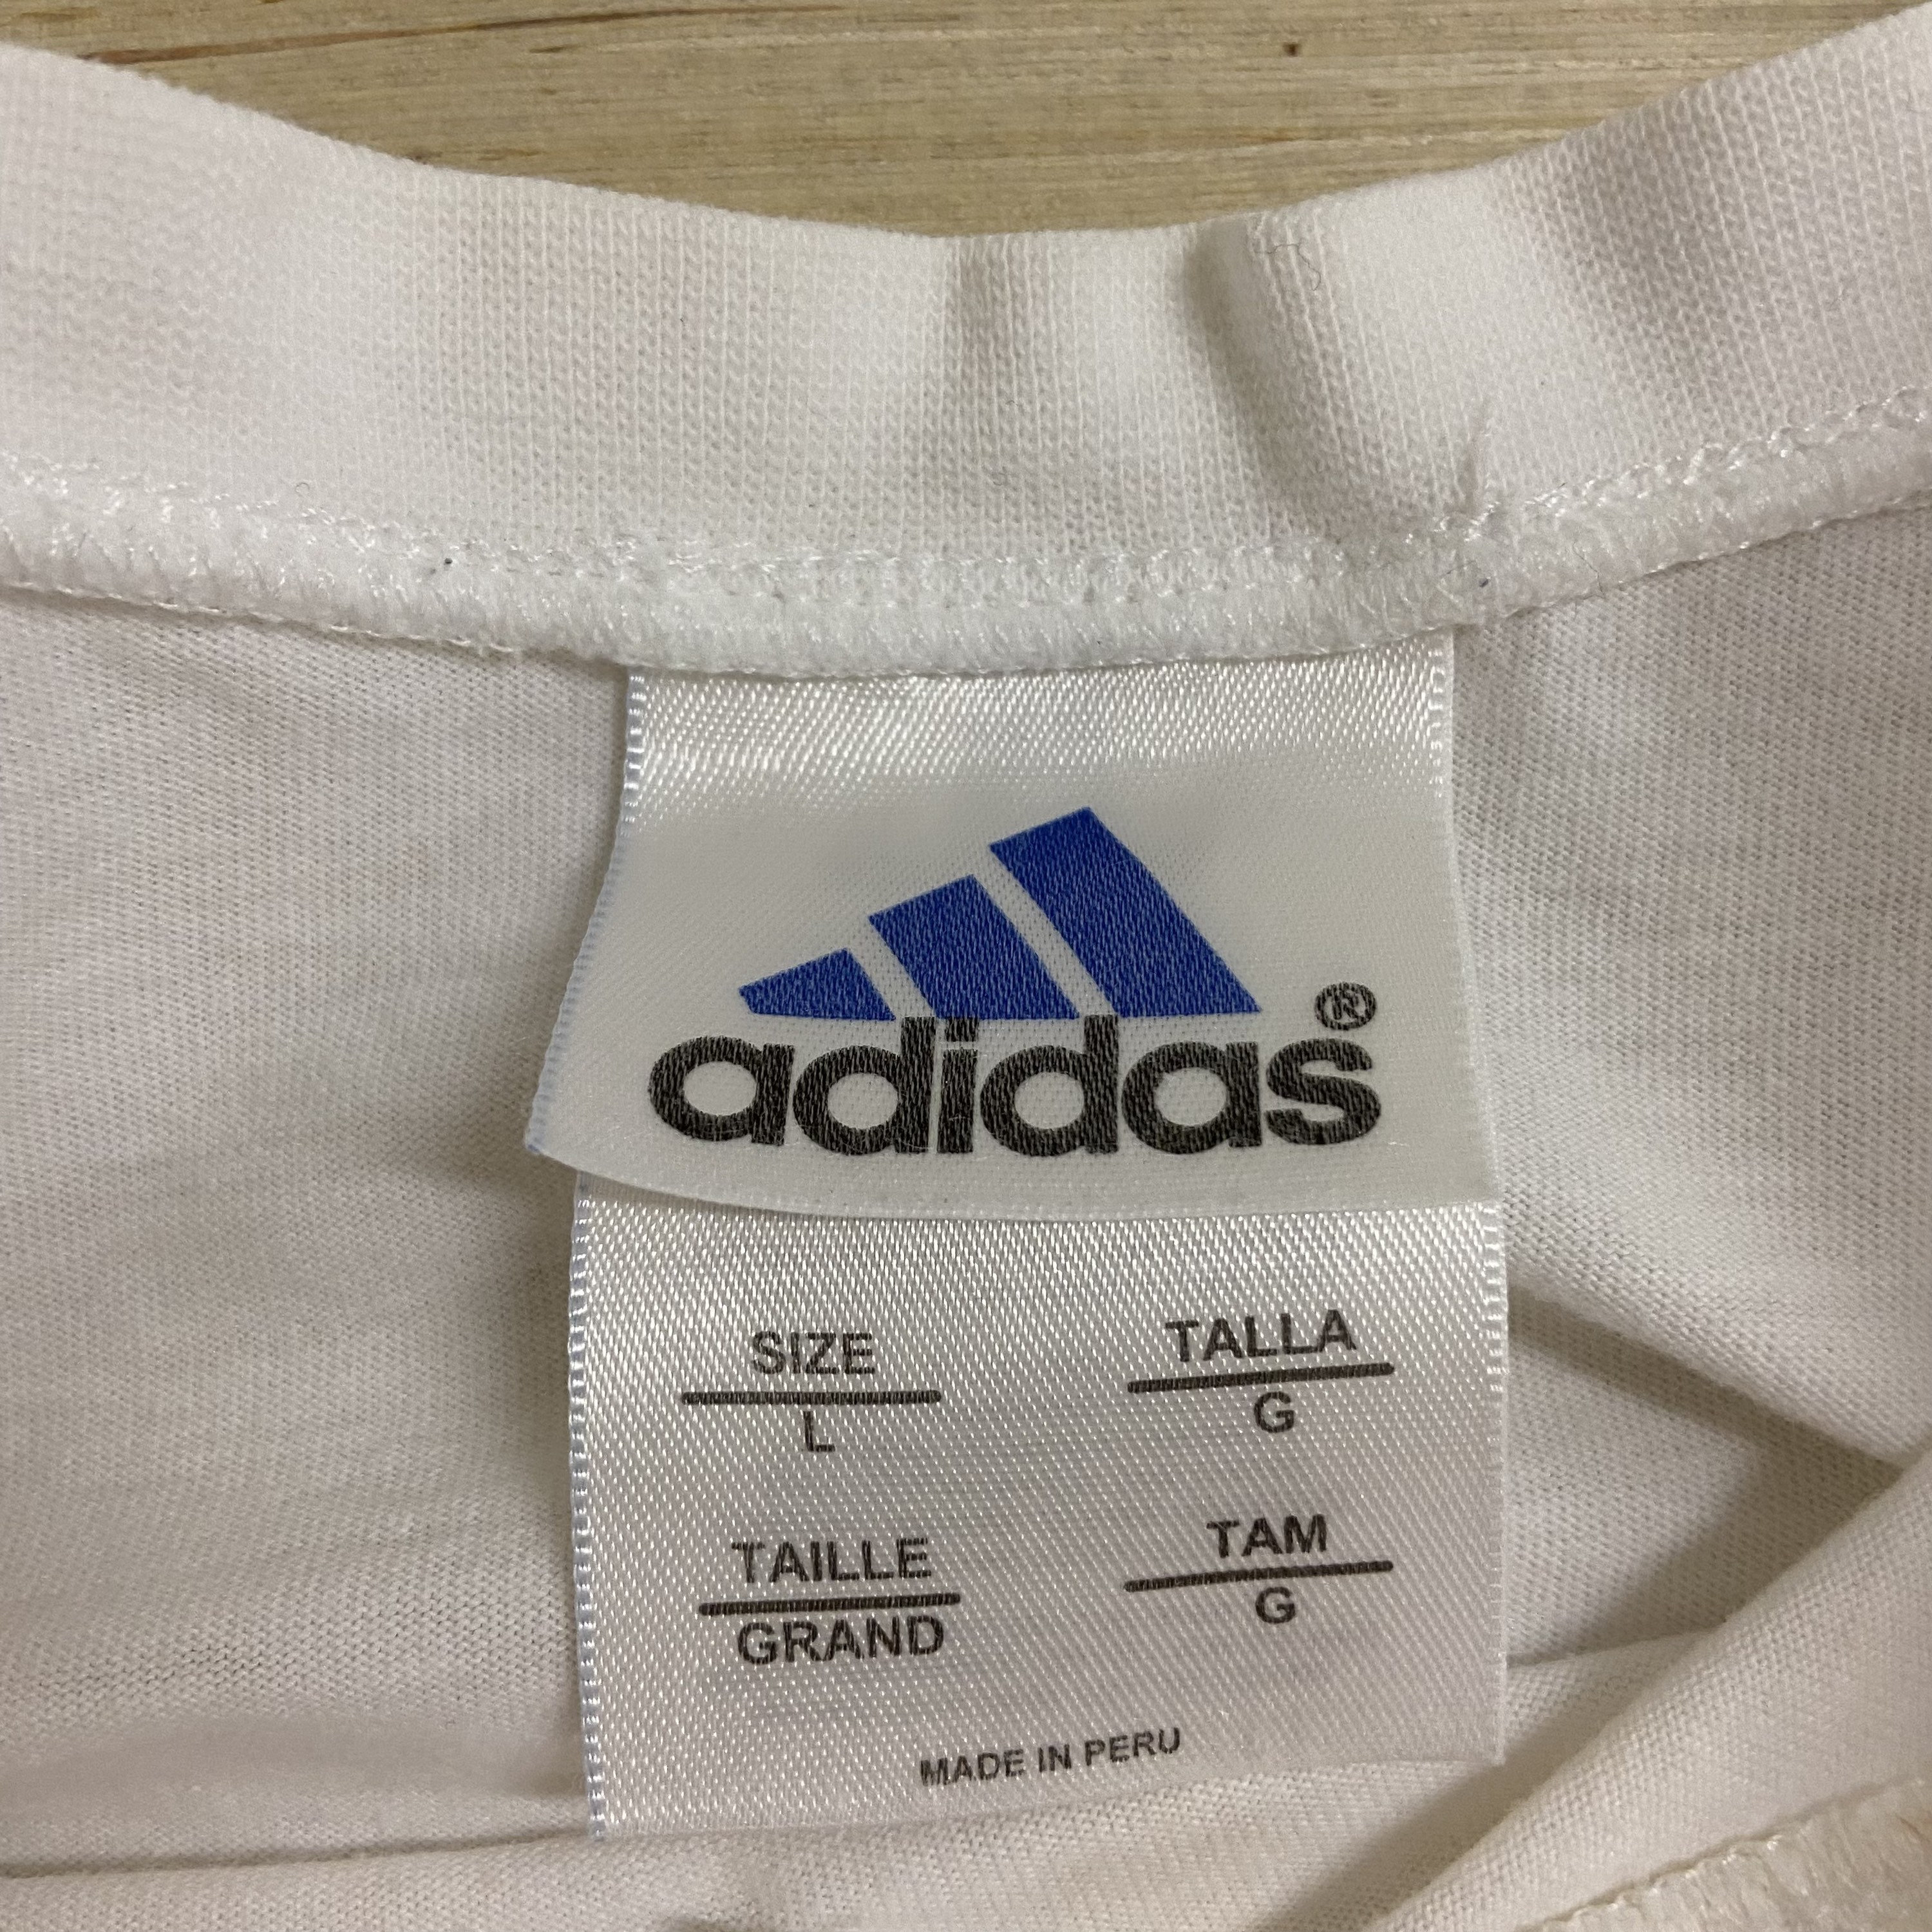 adidas®
SIZE
L
TALLA
G
TAILLE
GRAND
TAM
G
MADE IN PERU